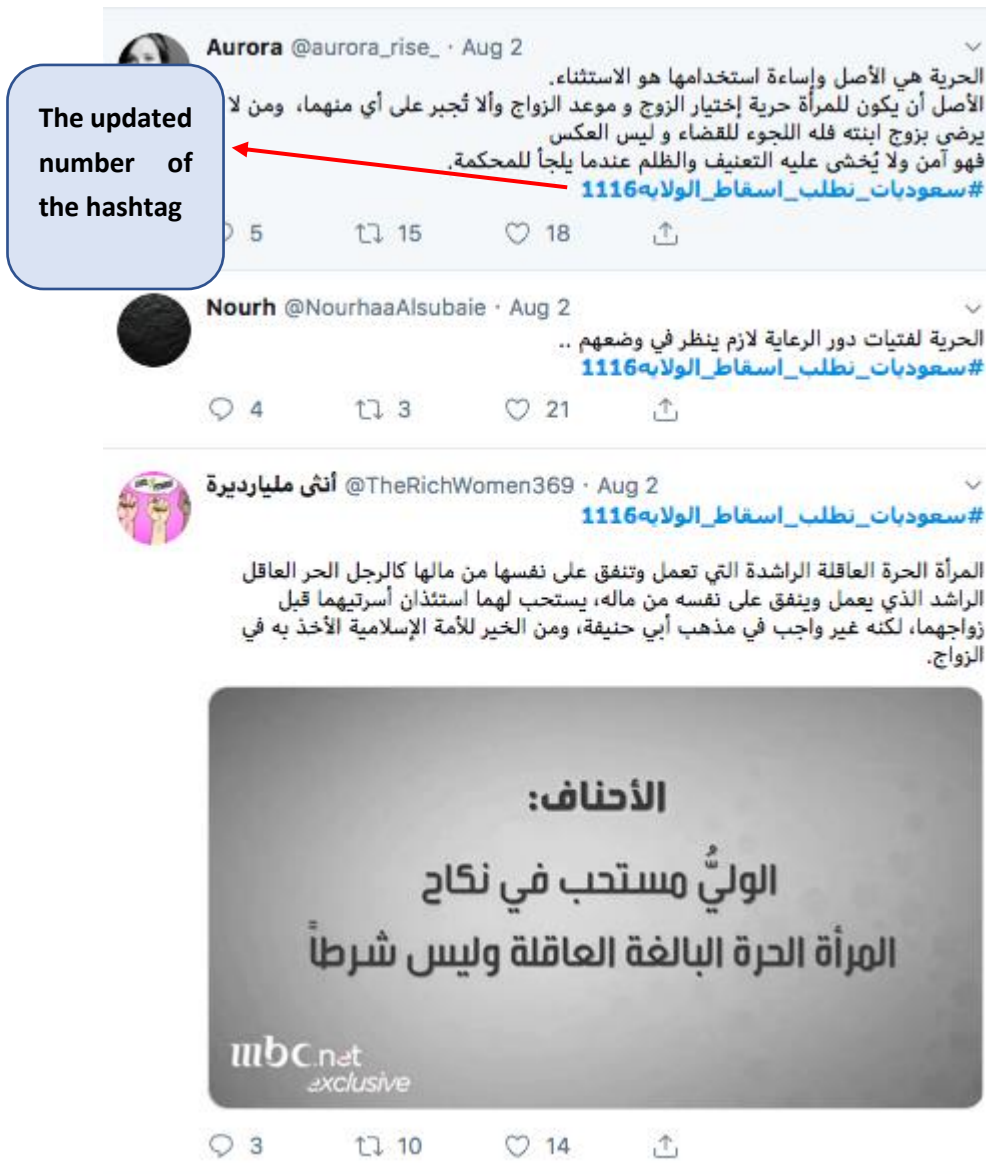 Aurora @aurora_rise_ · Aug 2
الحرية هي الأصل وإساءة استخدامها هو الاستثناء.
الأصل أن يكون للمرأة حرية إختيار الزوج و موعد الزواج وألا تُجبر على أي منهما، ومن لا
يرضى بزوج ابنته فله اللجوء للقضاء و ليس العكس
فهو آمن ولا يُخشى عليه التعنيف والظلم عندما يلجأ للمحكمة.
#سعوديات_نطلب_اسقاط_الولايه1116
The updated
number of
the hashtag
5 15 18
Nourh @NourhaaAlsubaie · Aug 2
الحرية لفتيات دور الرعاية لازم ينظر في وضعهم ..
#سعوديات_نطلب_اسقاط_الولايه1116
4 3 21
أنثى مليارديرة @TheRichWomen369 · Aug 2
#سعوديات_نطلب_اسقاط_الولايه1116
المرأة الحرة العاقلة الراشدة التي تعمل وتنفق على نفسها من مالها كالرجل الحر العاقل
الراشد الذي يعمل وينفق على نفسه من ماله، يستحب لهما استئذان أسرتيهما قبل
زواجهما، لكنه غير واجب في مذهب أبي حنيفة، ومن الخير للأمة الإسلامية الأخذ به في
الزواج.
الأحناف:
الوليُّ مستحب في نكاح
المرأة الحرة البالغة العاقلة وليس شرطاً
mbc.net
exclusive
3 10 14